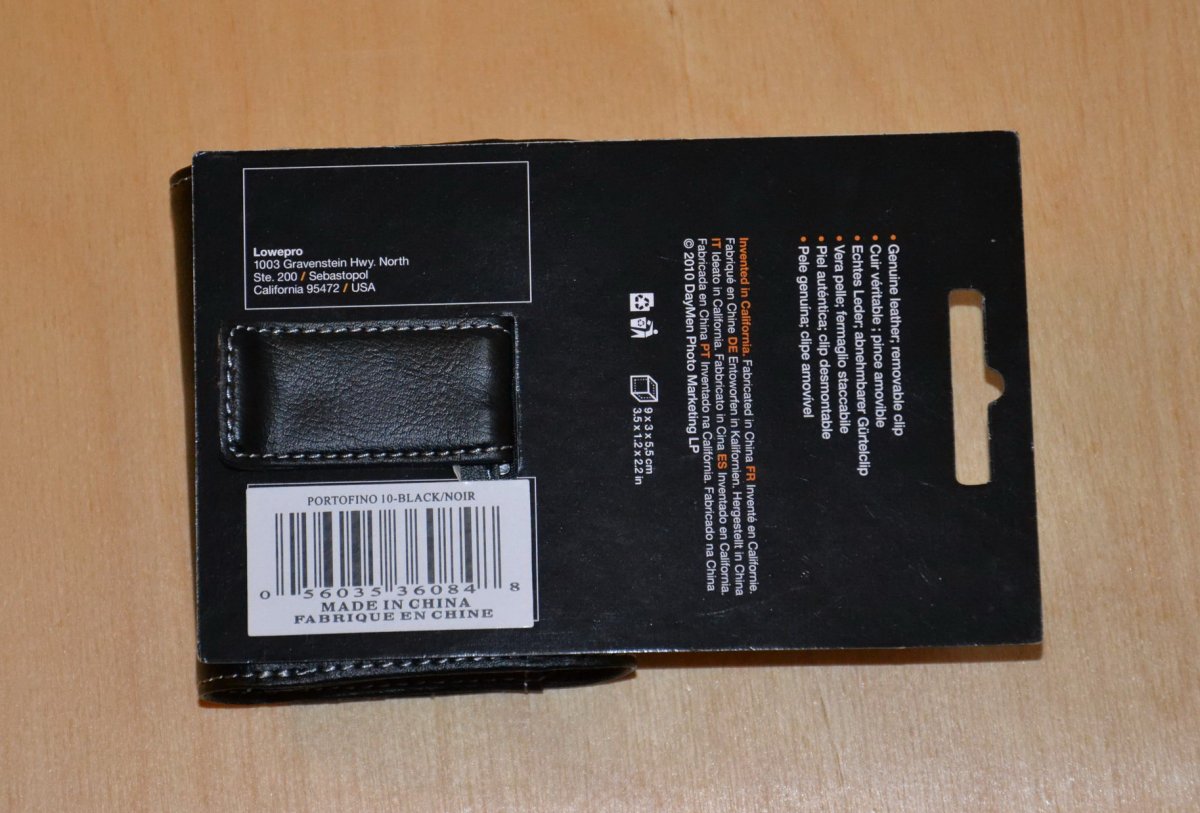 • Genuine leather; removable clip
• Cuir véritable ; pince amovible
• Echtes Leder; abnehmbarer Gürtelclip
• Vera pelle; fermaglio staccabile
• Piel auténtica; clip desmontable
• Pele genuína; clipe amovível
Invented in California. Fabricated in China FR Inventé en Californie.
Fabriqué en Chine DE Entoworfen in Kalifornien. Hergestellt in China
IT Ideato in California. Fabbricato in Cina ES Inventado en California.
Fabricada en China PT Inventado na Califórnia. Fabricado na China
© 2010 DayMen Photo Marketing LP
9 x 3 x 5,5 cm
3.5 x 1.2 x 2.2 in
Lowepro
1003 Gravenstein Hwy. North
Ste. 200 / Sebastopol
California 95472 / USA
PORTOFINO 10-BLACK/NOIR
0 56035 36084 8
MADE IN CHINA
FABRIQUE EN CHINE